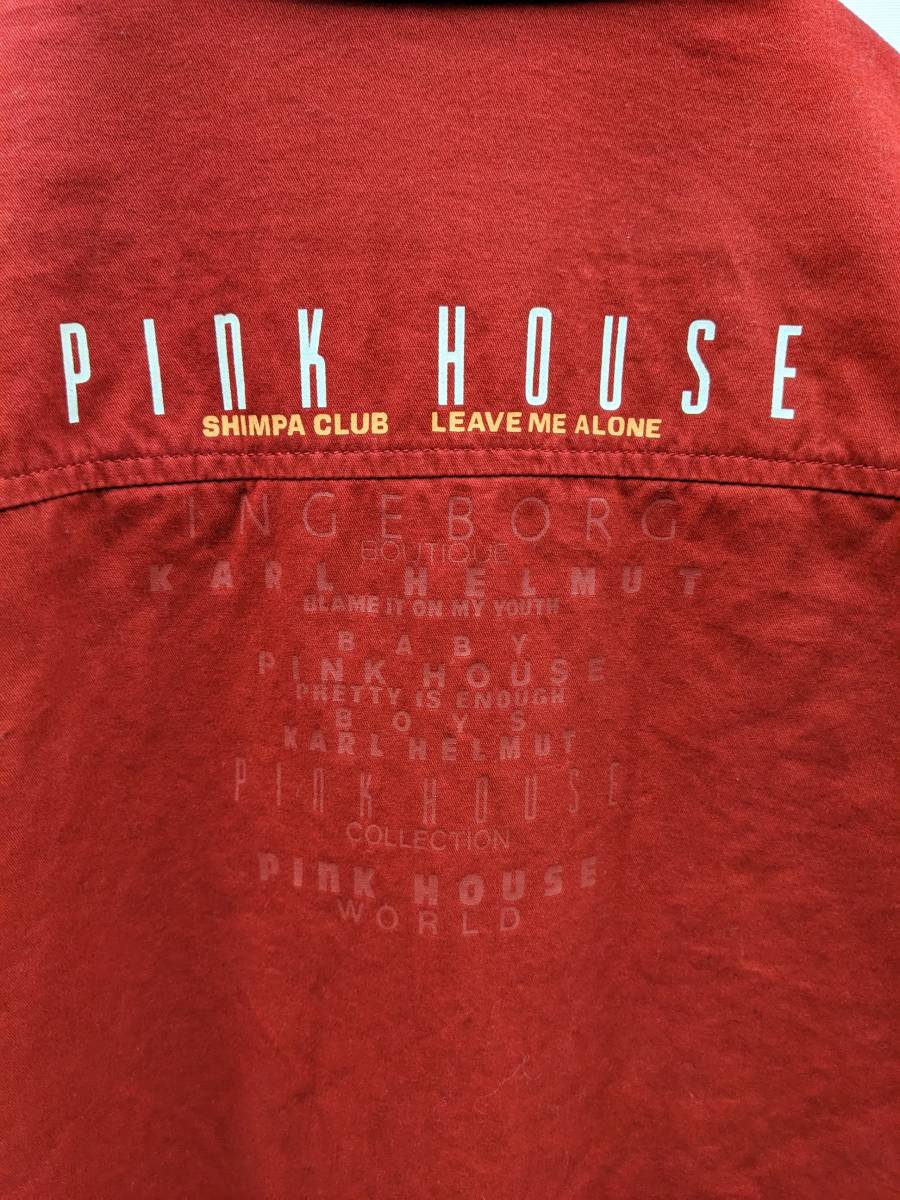 PINK HOUSE
SHIMPA CLUB LEAVE ME ALONE
INGEBORG
BOUTIQUE
KARL HELMUT
BLAME IT ON MY YOUTH
BABY
PINK HOUSE
PRETTY IS ENOUGH
BOYS
KARL HELMUT
PINK HOUSE
COLLECTION
PINK HOUSE
WORLD